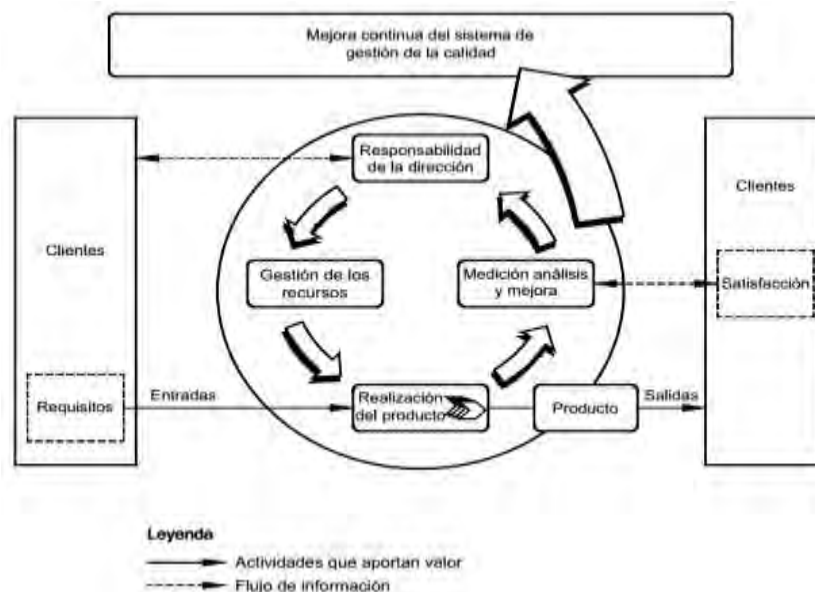 Mejora continua del sistema de
gestión de la calidad
Responsabilidad
de la dirección
Clientes
Clientes
Gestión de los
recursos
Medición análisis
y mejora
Satisfacción
Requisitos
Entradas
Realización
del producto
Producto
Salidas
Leyenda
Actividades que aportan valor
Flujo de información